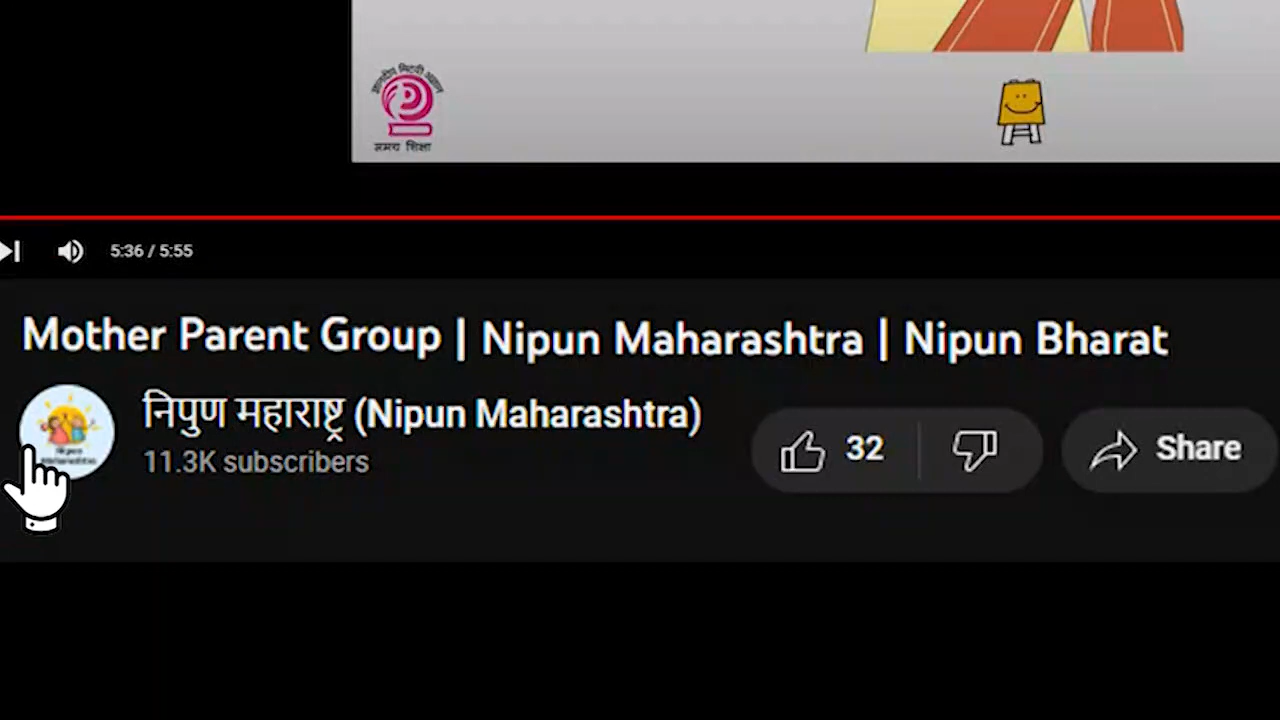 समग्र शिक्षा
5:36 / 5:55
Mother Parent Group | Nipun Maharashtra | Nipun Bharat
निपुण महाराष्ट्र (Nipun Maharashtra)
11.3K subscribers
32
Share